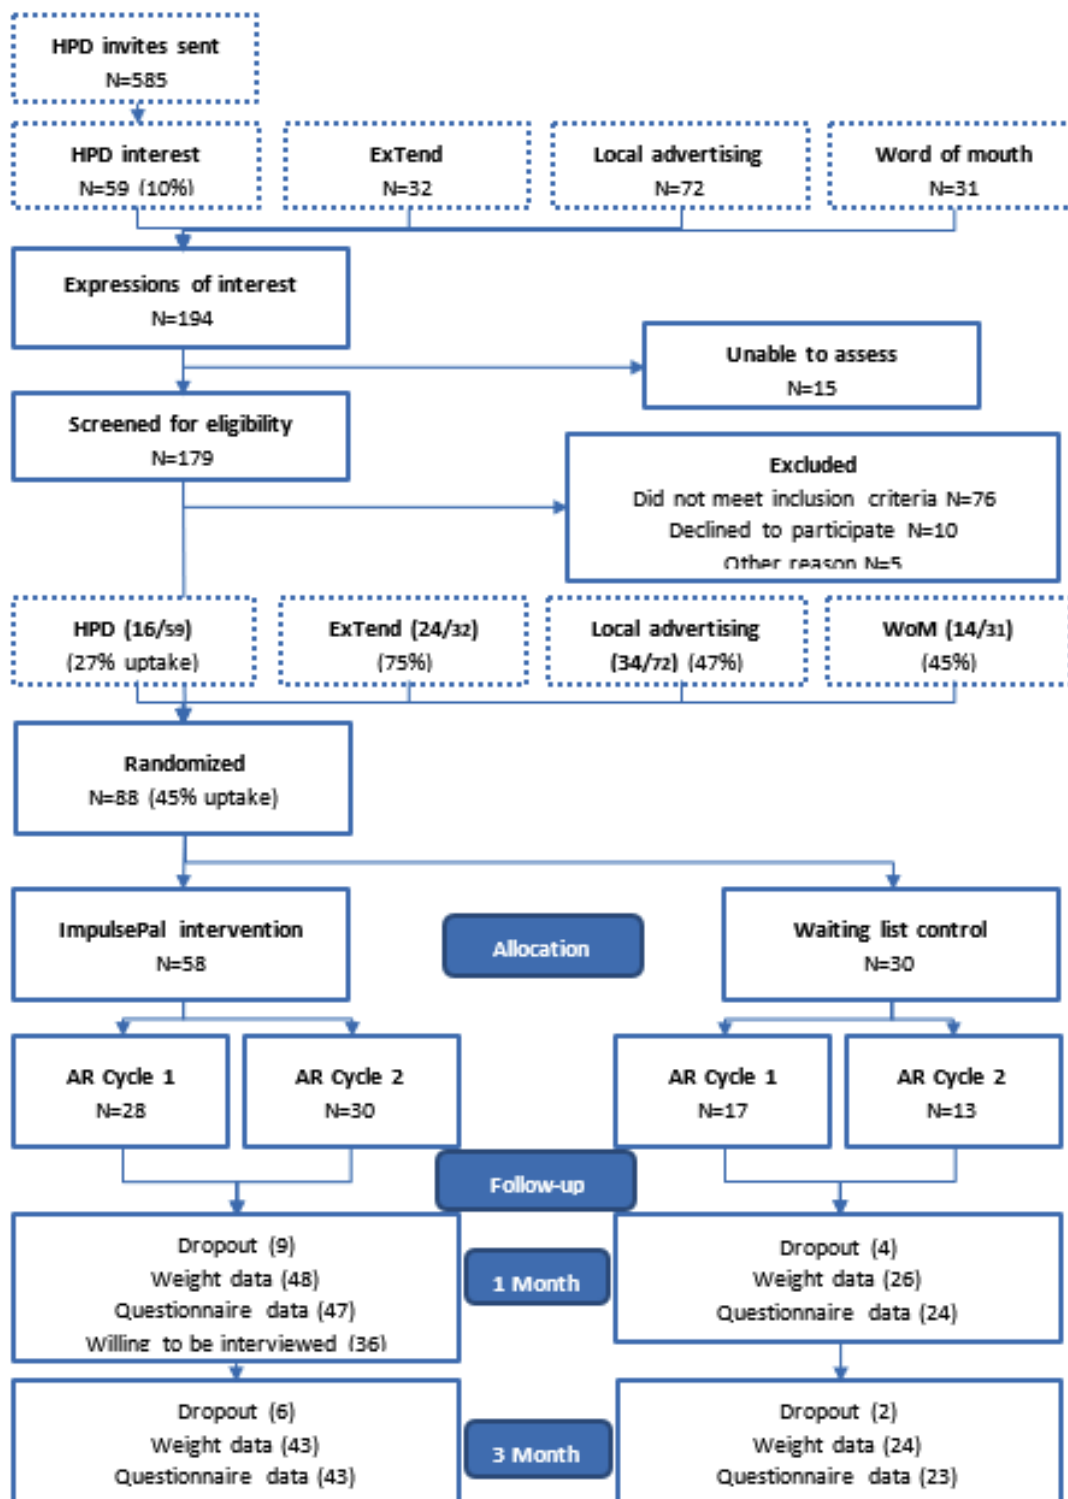 HPD invites sent
N=585
HPD interest
N=59 (10%)
ExTend
N=32
Local advertising
N=72
Word of mouth
N=31
Expressions of interest
N=194
Unable to assess
N=15
Screened for eligibility
N=179
Excluded
Did not meet inclusion criteria N=76
Declined to participate N=10
Other reason N=5
HPD (16/59)
(27% uptake)
ExTend (24/32)
(75%)
Local advertising
(34/72) (47%)
WoM (14/31)
(45%)
Randomized
N=88 (45% uptake)
ImpulsePal intervention
N=58
Allocation
Waiting list control
N=30
AR Cycle 1
N=28
AR Cycle 2
N=30
AR Cycle 1
N=17
AR Cycle 2
N=13
Follow-up
Dropout (9)
Weight data (48)
Questionnaire data (47)
Willing to be interviewed (36)
1 Month
Dropout (4)
Weight data (26)
Questionnaire data (24)
Dropout (6)
Weight data (43)
Questionnaire data (43)
3 Month
Dropout (2)
Weight data (24)
Questionnaire data (23)